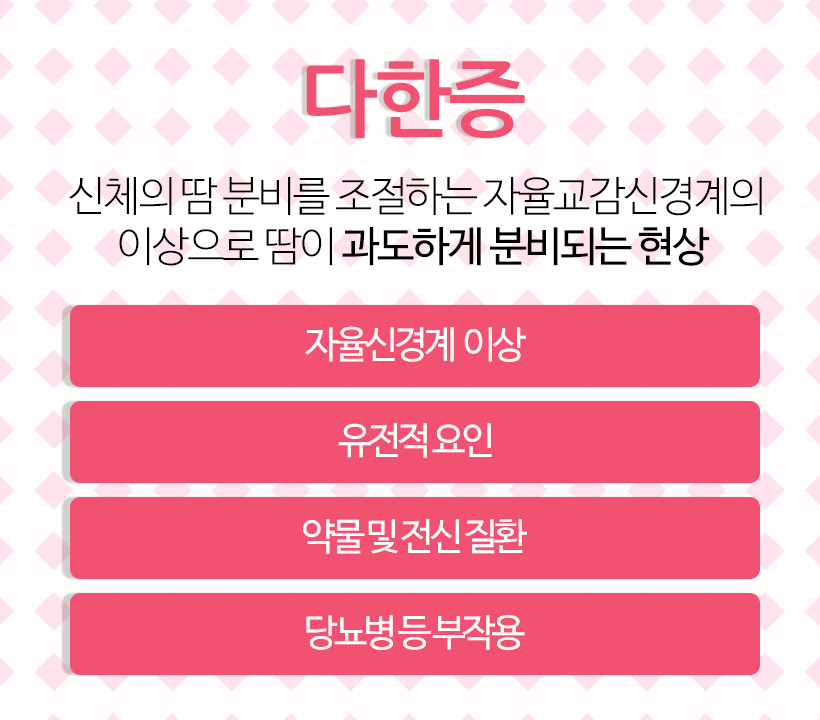 다한증
신체의 땀 분비를 조절하는 자율교감신경계의
이상으로 땀이 과도하게 분비되는 현상
자율신경계 이상
유전적 요인
약물 및 전신 질환
당뇨병 등 부작용